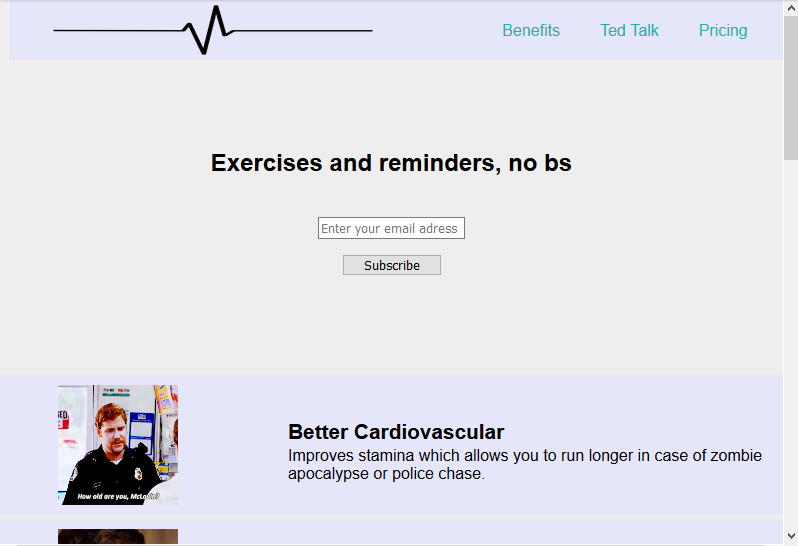 Benefits Ted Talk Pricing
Exercises and reminders, no bs
Enter your email adress
Subscribe
How old are you, McLovin?
Better Cardiovascular
Improves stamina which allows you to run longer in case of zombie
apocalypse or police chase.